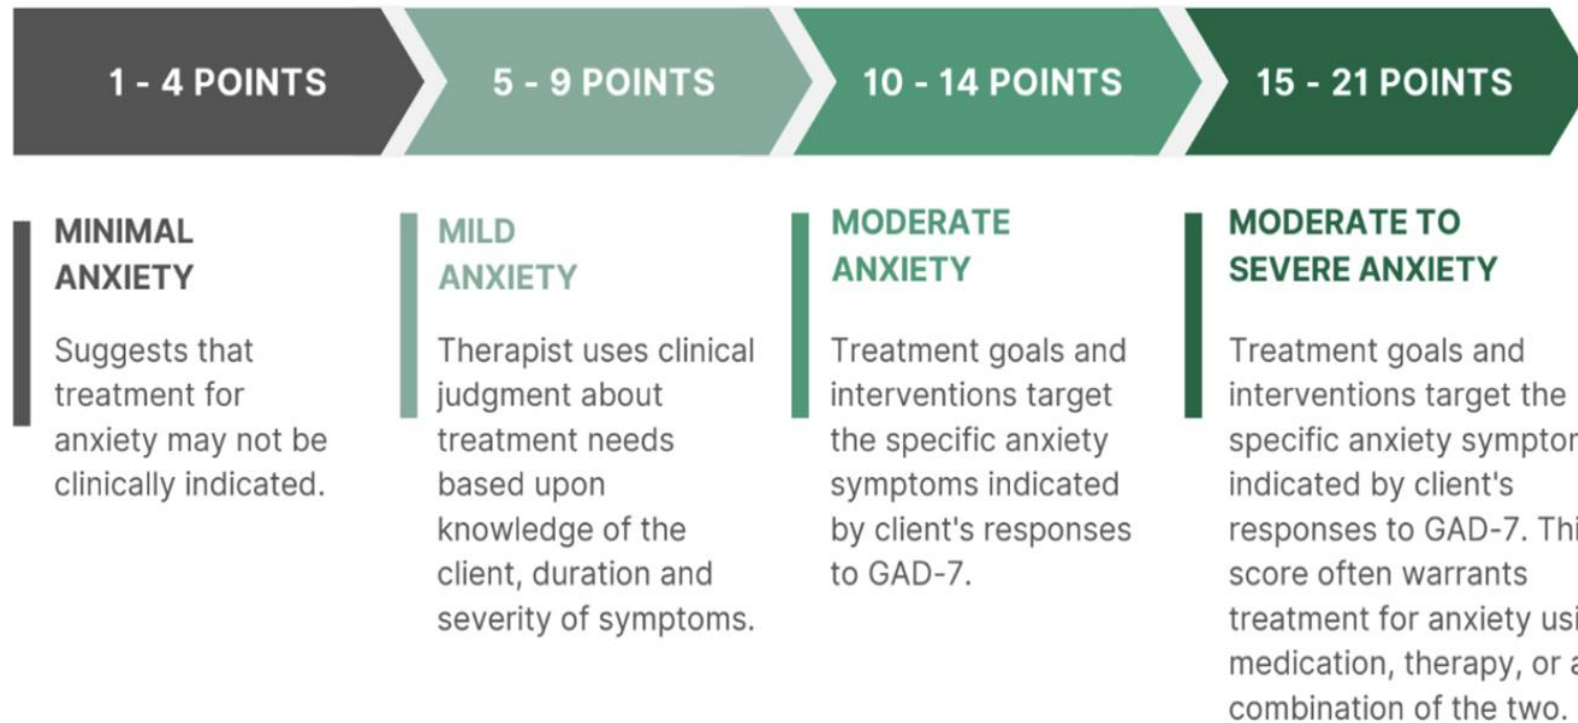 1 - 4 POINTS
5 - 9 POINTS
10 - 14 POINTS
15 - 21 POINTS
MINIMAL
ANXIETY
Suggests that
treatment for
anxiety may not be
clinically indicated.
MILD
ANXIETY
Therapist uses clinical
judgment about
treatment needs
based upon
knowledge of the
client, duration and
severity of symptoms.
MODERATE
ANXIETY
Treatment goals and
interventions target
the specific anxiety
symptoms indicated
by client's responses
to GAD-7.
MODERATE TO
SEVERE ANXIETY
Treatment goals and
interventions target the
specific anxiety
indicated by client's
responses to GAD-7.
score often warrants
treatment for anxiety
medication, therapy, or
combination of the two.